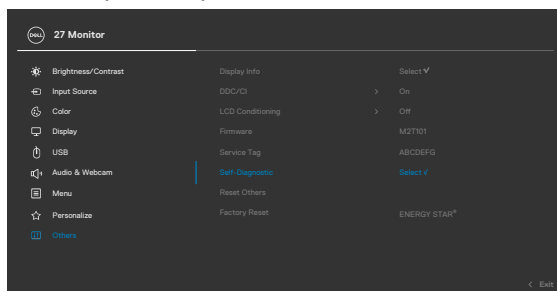 DELL 27 Monitor
Brightness/Contrast Display Info Select √
Input Source DDC/CI > On
Color LCD Conditioning > Off
Display Firmware M2T101
USB Service Tag ABCDEFG
Audio & Webcam Self-Diagnostic Select √
Menu Reset Others
Personalize Factory Reset ENERGY STAR®
Others
< Exit